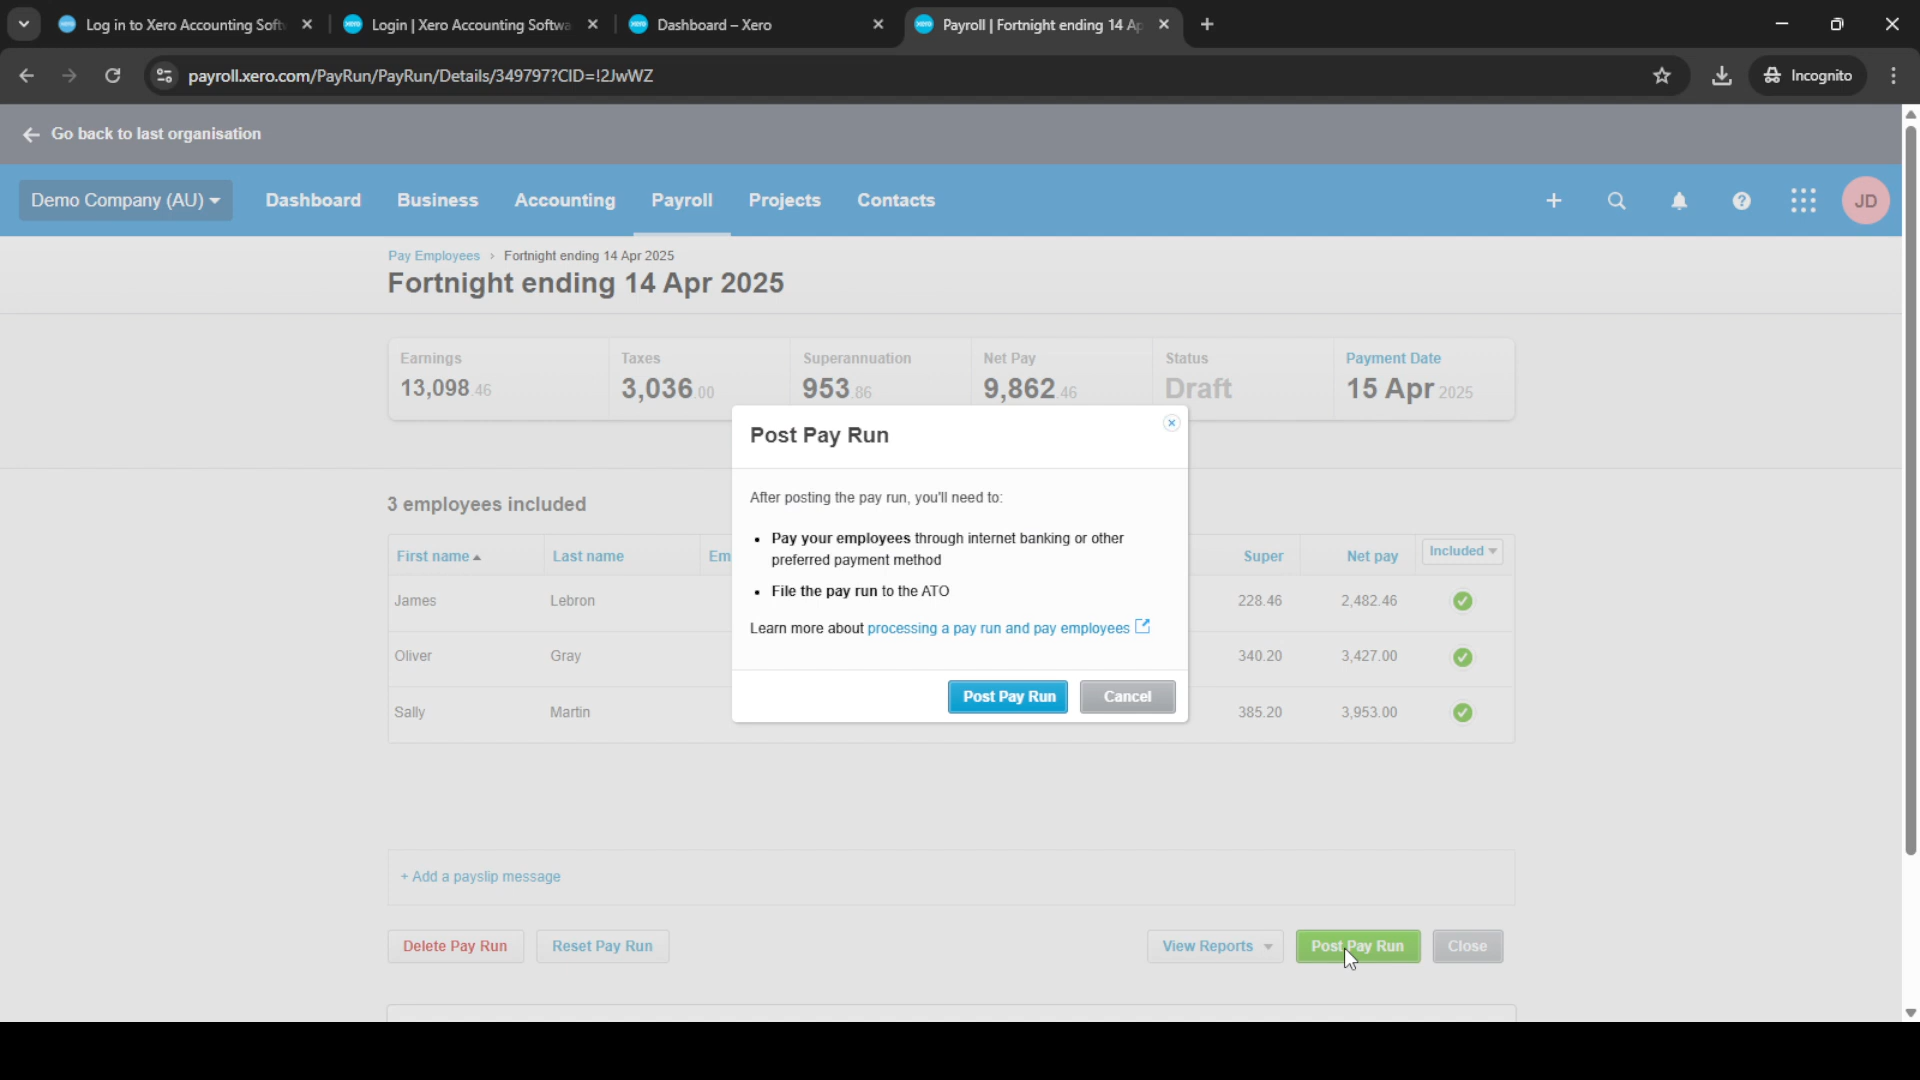 Log in to Xero Accounting Soft
Login | Xero Accounting Softwa
Dashboard – Xero
Payroll | Fortnight ending 14 Ap
payroll.xero.com/PayRun/PayRun/Details/349797?CID=!2JwWZ
Incognito
Go back to last organisation
Demo Company (AU)
Dashboard
Business
Accounting
Payroll
Projects
Contacts
JD
Pay Employees › Fortnight ending 14 Apr 2025
Fortnight ending 14 Apr 2025
Earnings
13,098.46
Taxes
3,036.00
Superannuation
953.86
Net Pay
9,862.46
Status
Draft
Payment Date
15 Apr 2025
Post Pay Run
After posting the pay run, you'll need to:
• Pay your employees through internet banking or other
preferred payment method
• File the pay run to the ATO
Learn more about processing a pay run and pay employees
Post Pay Run
Cancel
3 employees included
First name Last name Em Super Net pay Included
James Lebron 228.46 2,482.46
Oliver Gray 340.20 3,427.00
Sally Martin 385.20 3,953.00
+ Add a payslip message
Delete Pay Run
Reset Pay Run
View Reports
Post Pay Run
Close